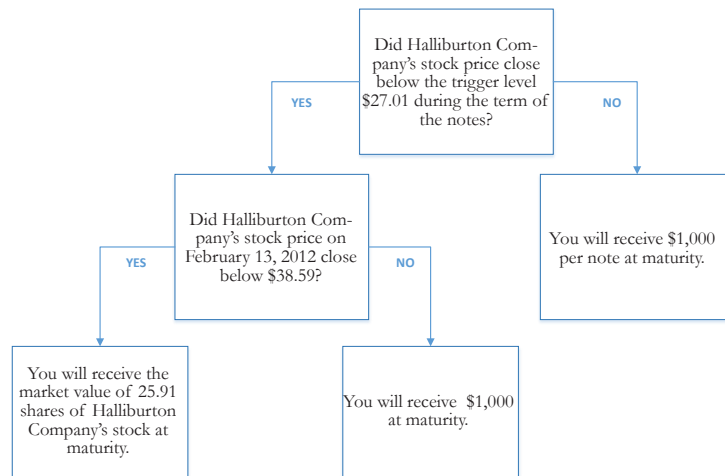 Did Halliburton Com-
pany's stock price close
below the trigger level
$27.01 during the term of
the notes?
YES
NO
Did Halliburton Com-
pany's stock price on
February 13, 2012 close
below $38.59?
You will receive $1,000
per note at maturity.
YES
NO
You will receive the
market value of 25.91
shares of Halliburton
Company's stock at
maturity.
You will receive $1,000
at maturity.